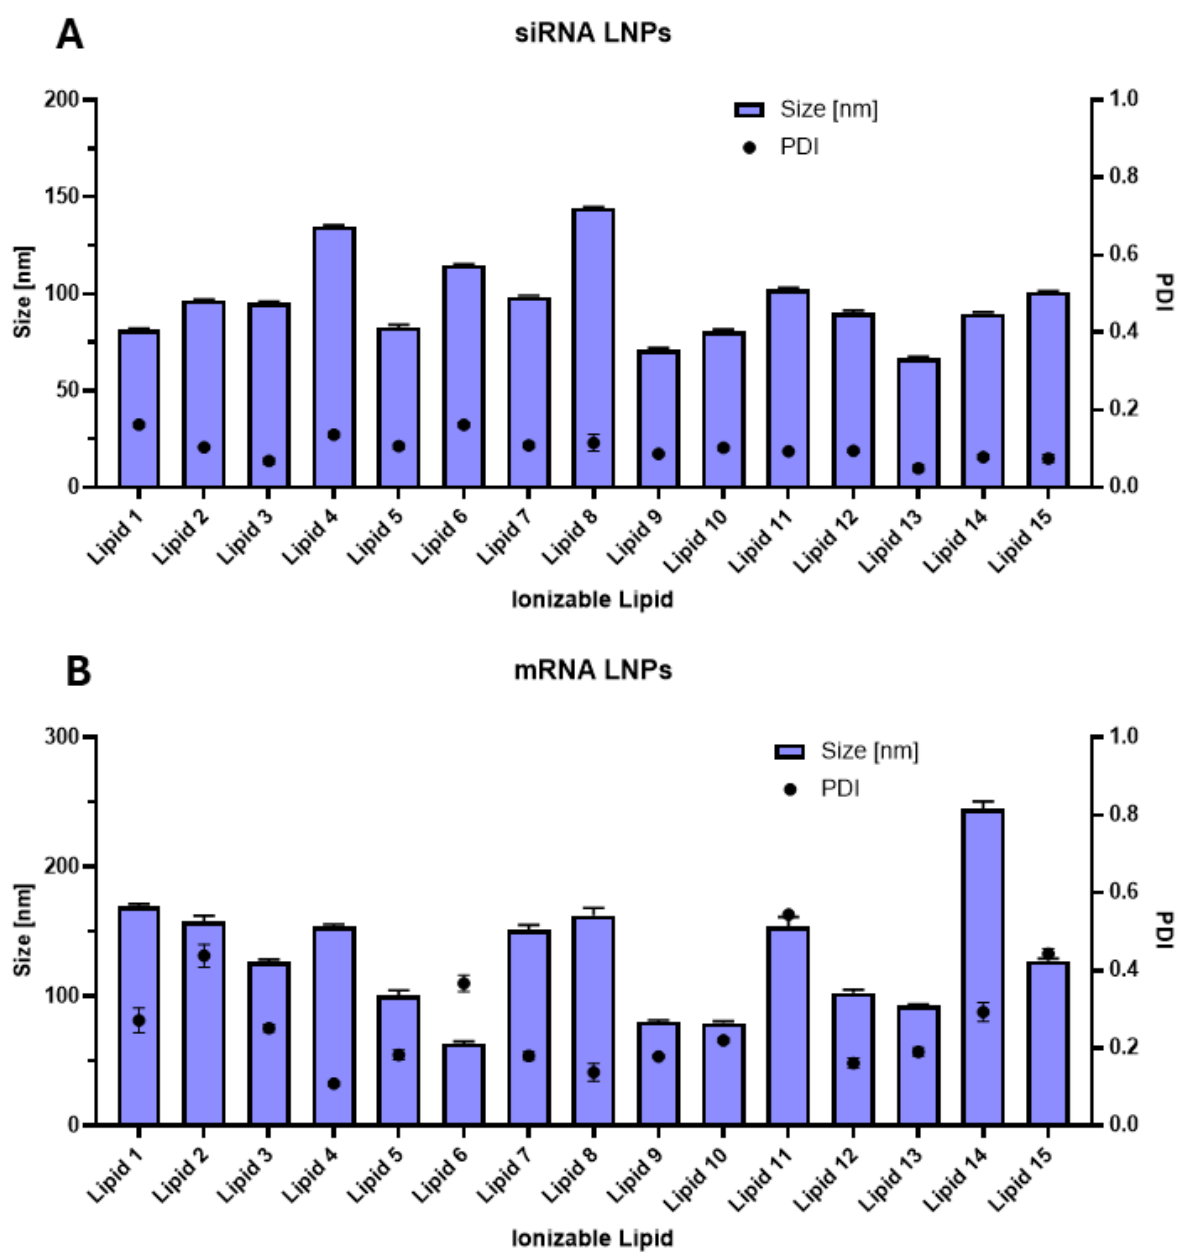 A
siRNA LNPs
Size [nm]
PDI
200
150
100
50
0
Size [nm]
1.0
0.8
0.6
0.4
0.2
0.0
PDI
Lipid 1
Lipid 2
Lipid 3
Lipid 4
Lipid 5
Lipid 6
Lipid 7
Lipid 8
Lipid 9
Lipid 10
Lipid 11
Lipid 12
Lipid 13
Lipid 14
Lipid 15
Ionizable Lipid
B
mRNA LNPs
Size [nm]
PDI
300
200
100
0
Size [nm]
1.0
0.8
0.6
0.4
0.2
0.0
PDI
Lipid 1
Lipid 2
Lipid 3
Lipid 4
Lipid 5
Lipid 6
Lipid 7
Lipid 8
Lipid 9
Lipid 10
Lipid 11
Lipid 12
Lipid 13
Lipid 14
Lipid 15
Ionizable Lipid